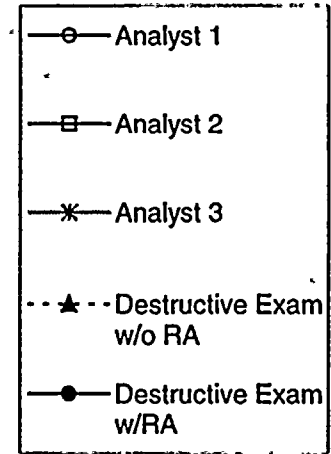 Analyst 1
Analyst 2
Analyst 3
Destructive Exam
w/o RA
Destructive Exam
w/RA